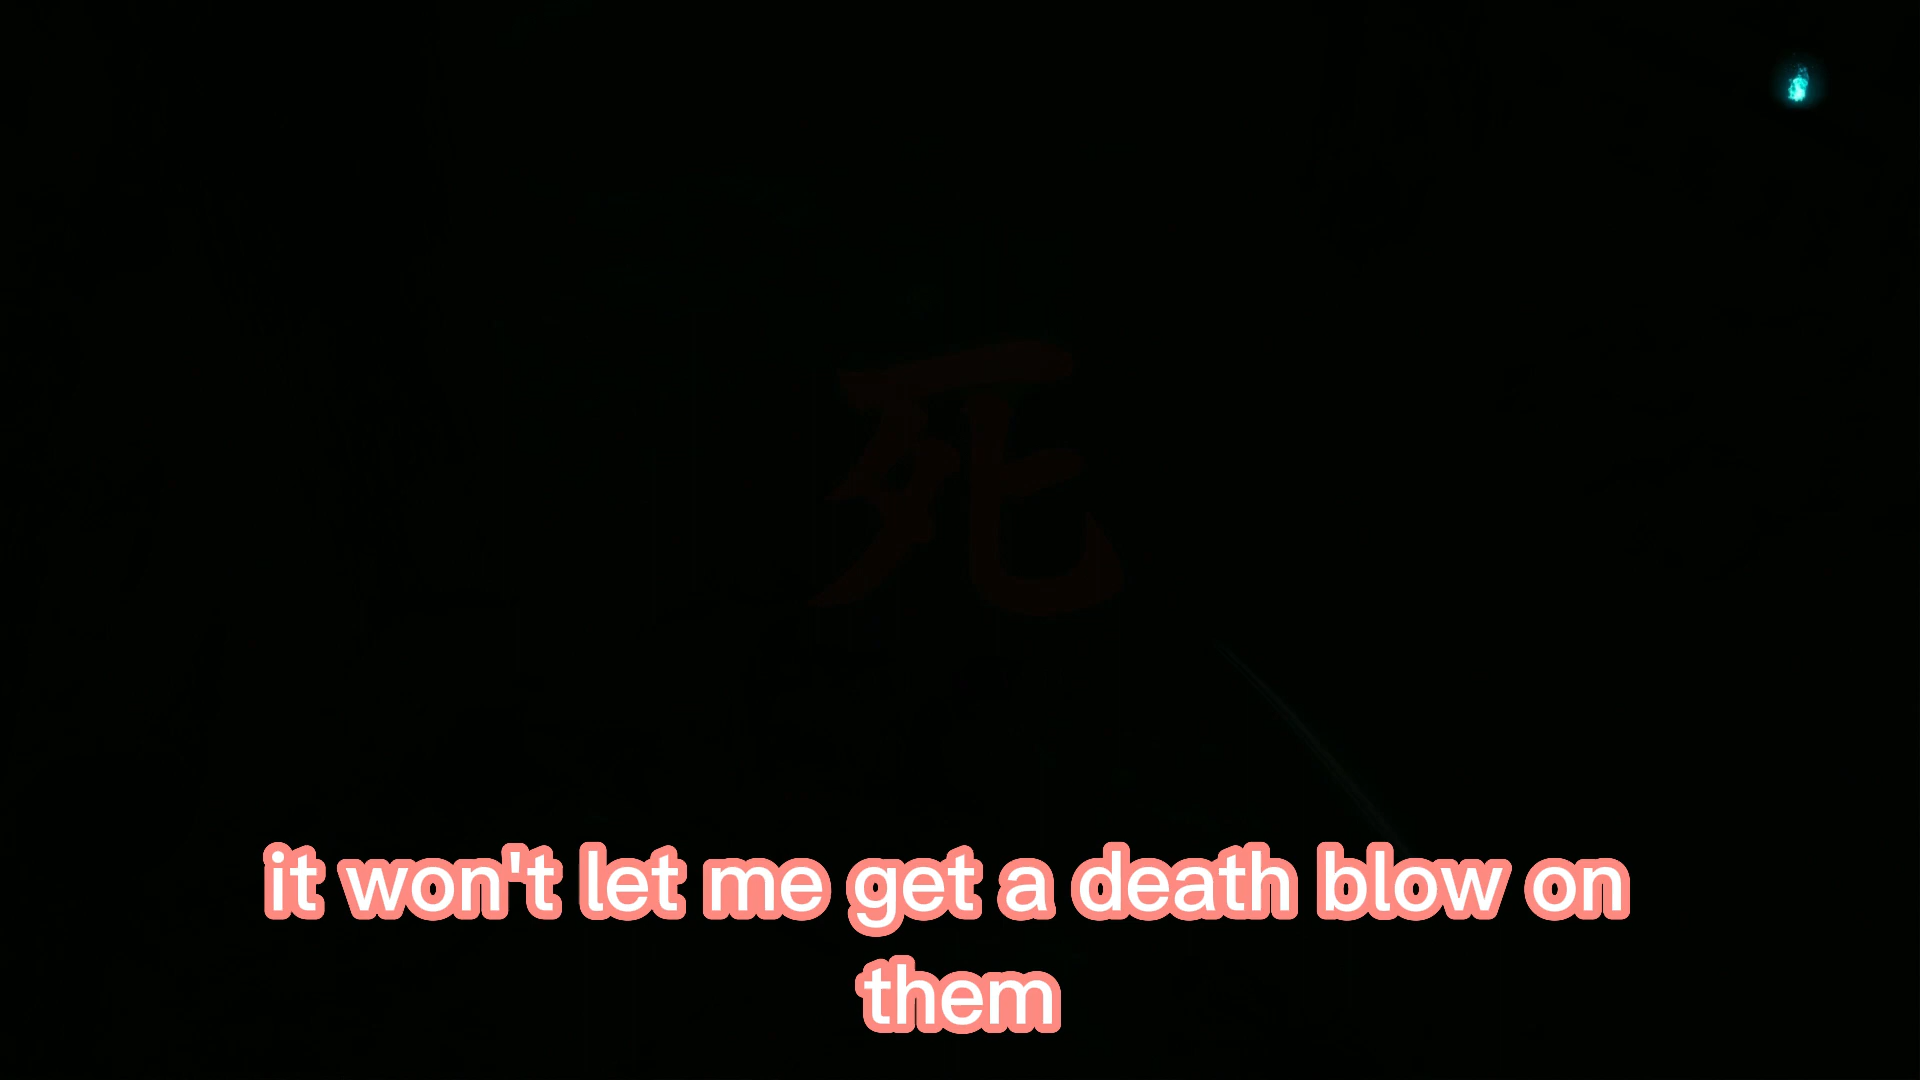 死
it won't let me get a death blow on
them